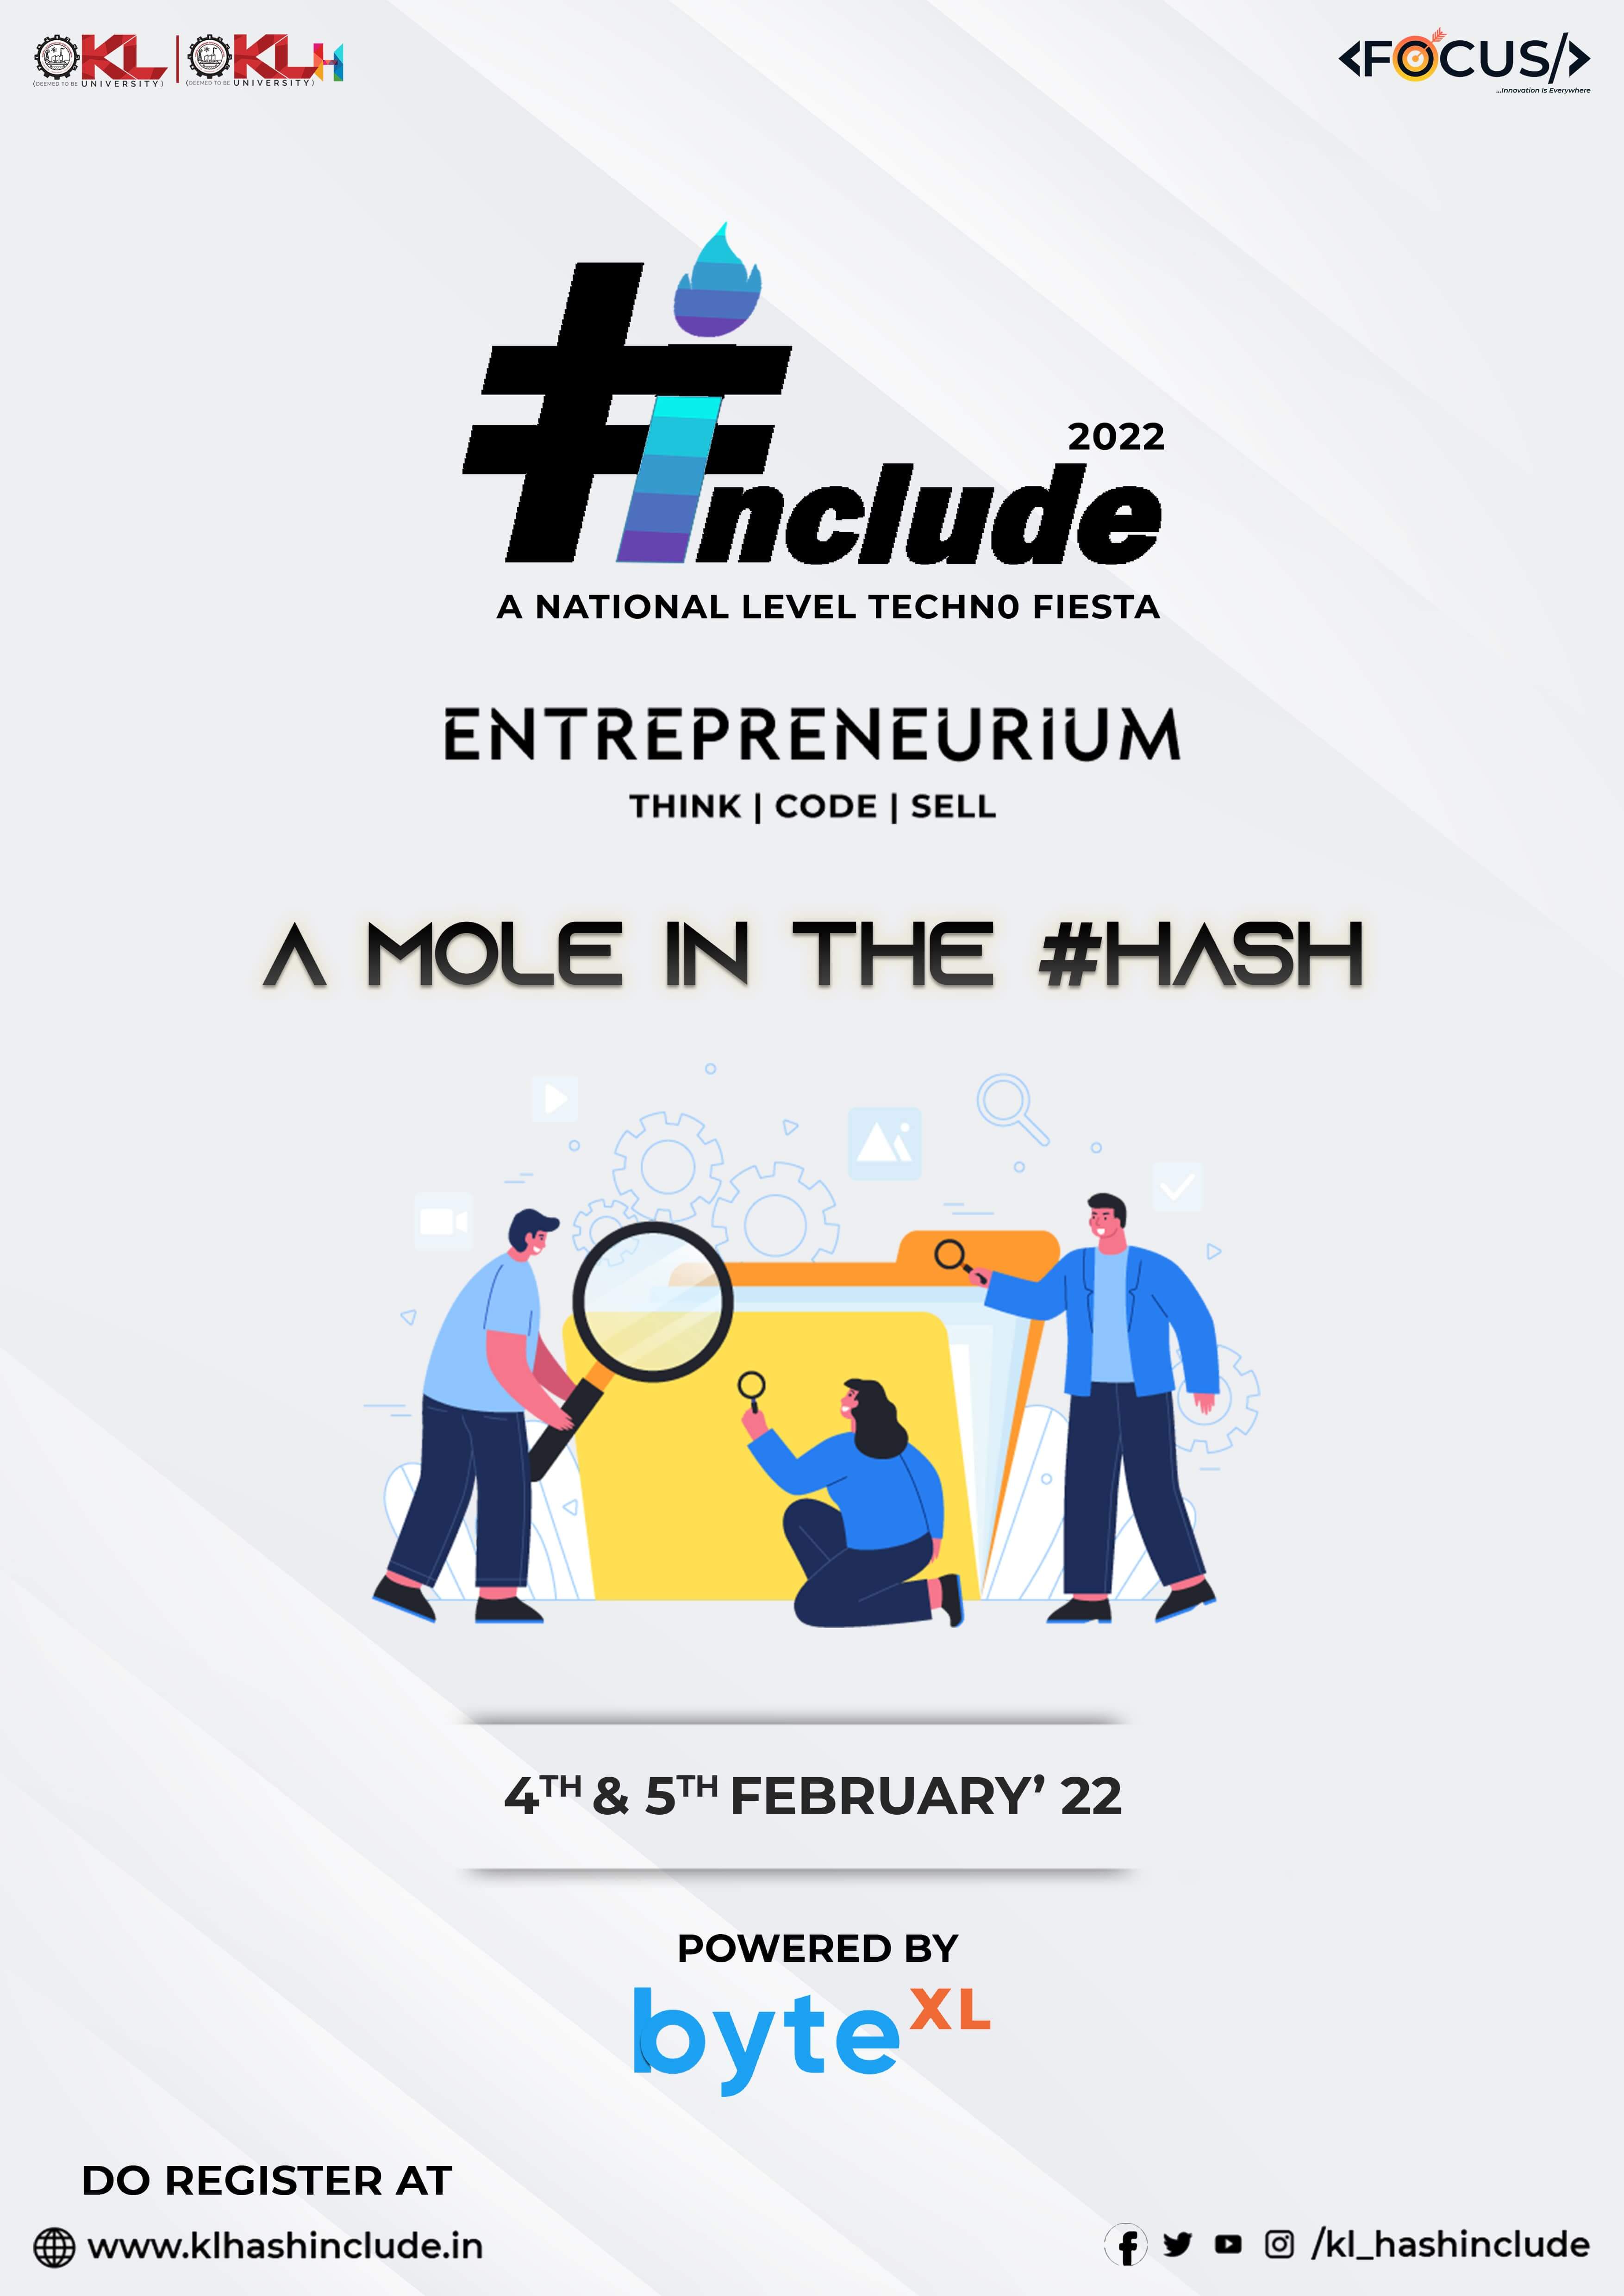 KL | KLH
(DEEMED TO BE UNIVERSITY) (DEEMED TO BE UNIVERSITY)
<FOCUS/>
...Innovation Is Everywhere
2022
#include
A NATIONAL LEVEL TECHN0 FIESTA
ENTREPRENEURIUM
THINK | CODE | SELL
A MOLE IN THE #HASH
4TH & 5TH FEBRUARY' 22
POWERED BY
byteXL
DO REGISTER AT
www.klhashinclude.in
/kl_hashinclude